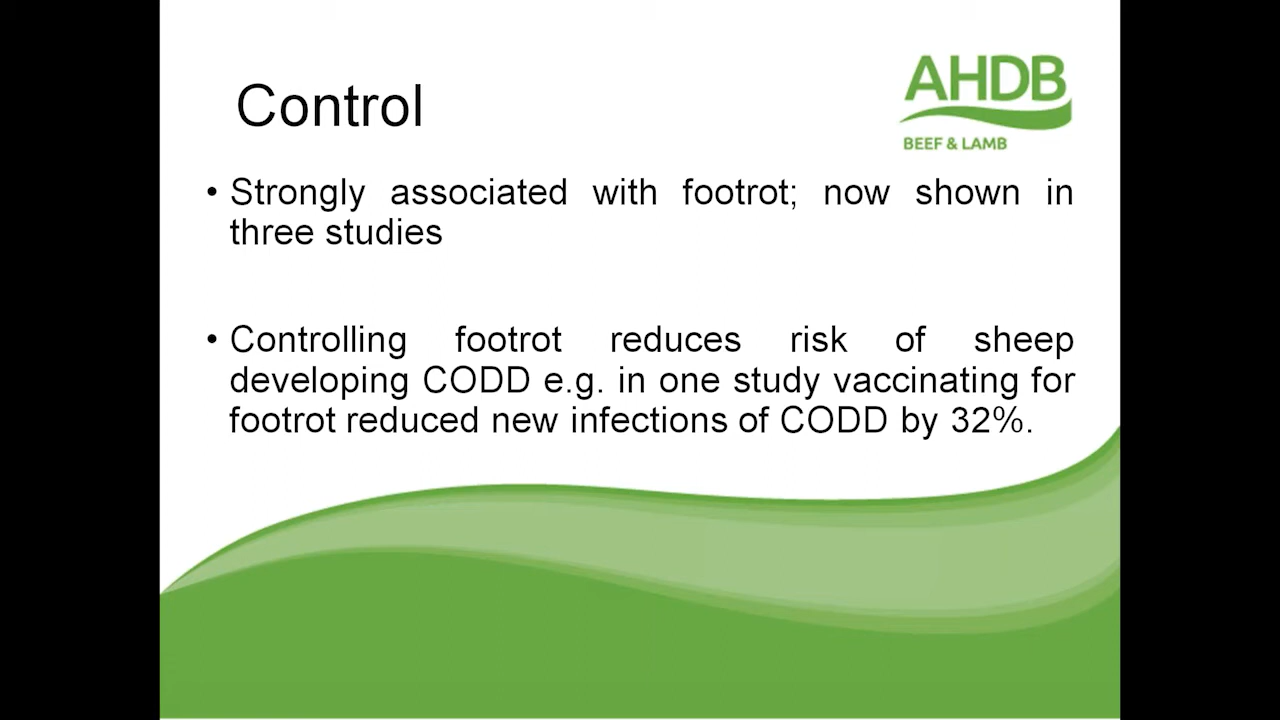 AHDB
BEEF & LAMB
Control
• Strongly associated with footrot; now shown in
three studies
• Controlling footrot reduces risk of sheep
developing CODD e.g. in one study vaccinating for
footrot reduced new infections of CODD by 32%.